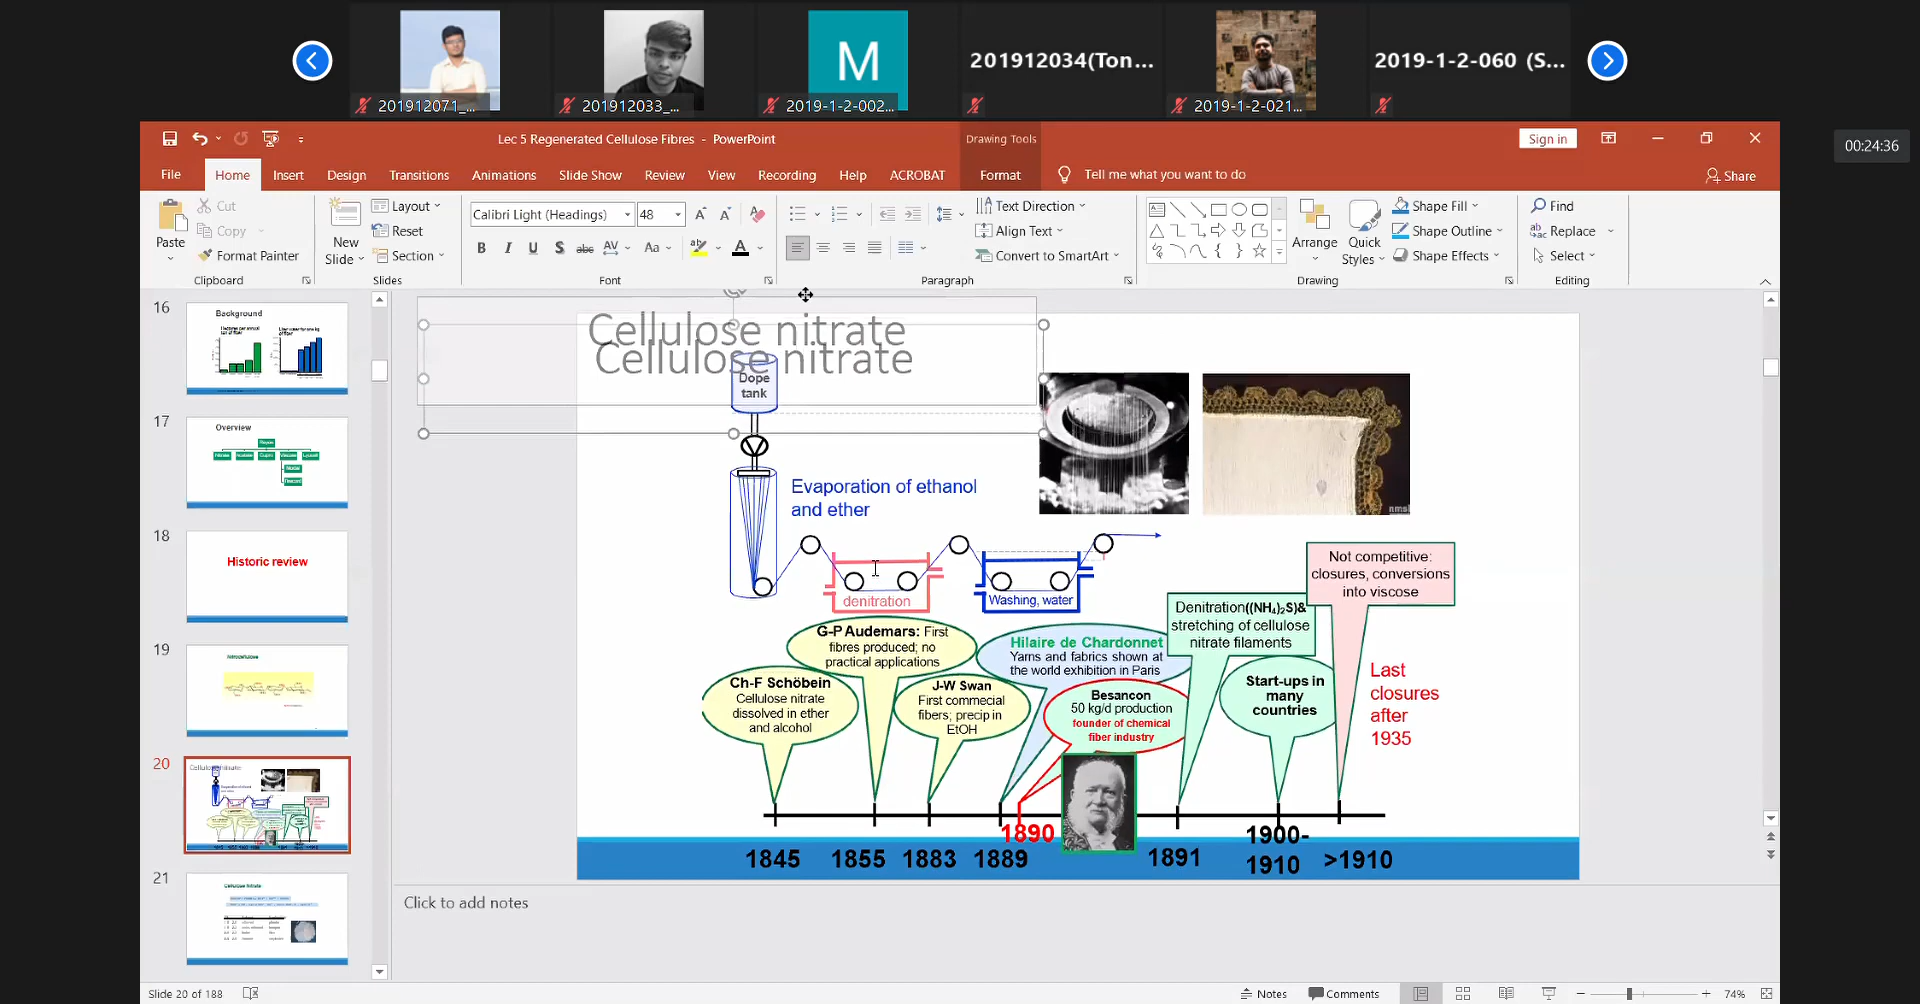 201912071_...
201912033_...
M
2019-1-2-002...
201912034(Ton...
2019-1-2-021...
2019-1-2-060 (S...
00:24:36
Lec 5 Regenerated Cellulose Fibres - PowerPoint
Drawing Tools
Sign in
File
Home
Insert
Design
Transitions
Animations
Slide Show
Review
View
Recording
Help
ACROBAT
Format
Tell me what you want to do
Share
Paste
Cut
Copy
Format Painter
Clipboard
New
Slide
Layout
Reset
Section
Slides
Calibri Light (Headings)
48
B I U S abc AV Aa A
Font
Text Direction
Align Text
Convert to SmartArt
Paragraph
Arrange
Quick
Styles
Shape Fill
Shape Outline
Shape Effects
Drawing
Find
Replace
Select
Editing
16
Background
17
Overview
18
Historic review
19
Nitrocellulose
20
21
Cellulose Nitrate
Cellulose nitrate
Cellulose nitrate
Dope
tank
Evaporation of ethanol
and ether
denitration
Washing, water
nmsl
Not competitive:
closures, conversions
into viscose
Denitration((NH₄)₂S)&
stretching of cellulose
nitrate filaments
G-P Audemars: First
fibres produced; no
practical applications
Hilaire de Chardonnet
Yarns and fabrics shown at
the world exhibition in Paris
Ch-F Schöbein
Cellulose nitrate
dissolved in ether
and alcohol
J-W Swan
First commecial
fibers; precip in
EtOH
Besancon
50 kg/d production
founder of chemical
fiber industry
Start-ups in
many
countries
Last
closures
after
1935
1845
1855
1883
1889
1890
1891
1900-
1910
>1910
Click to add notes
Slide 20 of 188
Notes
Comments
74%